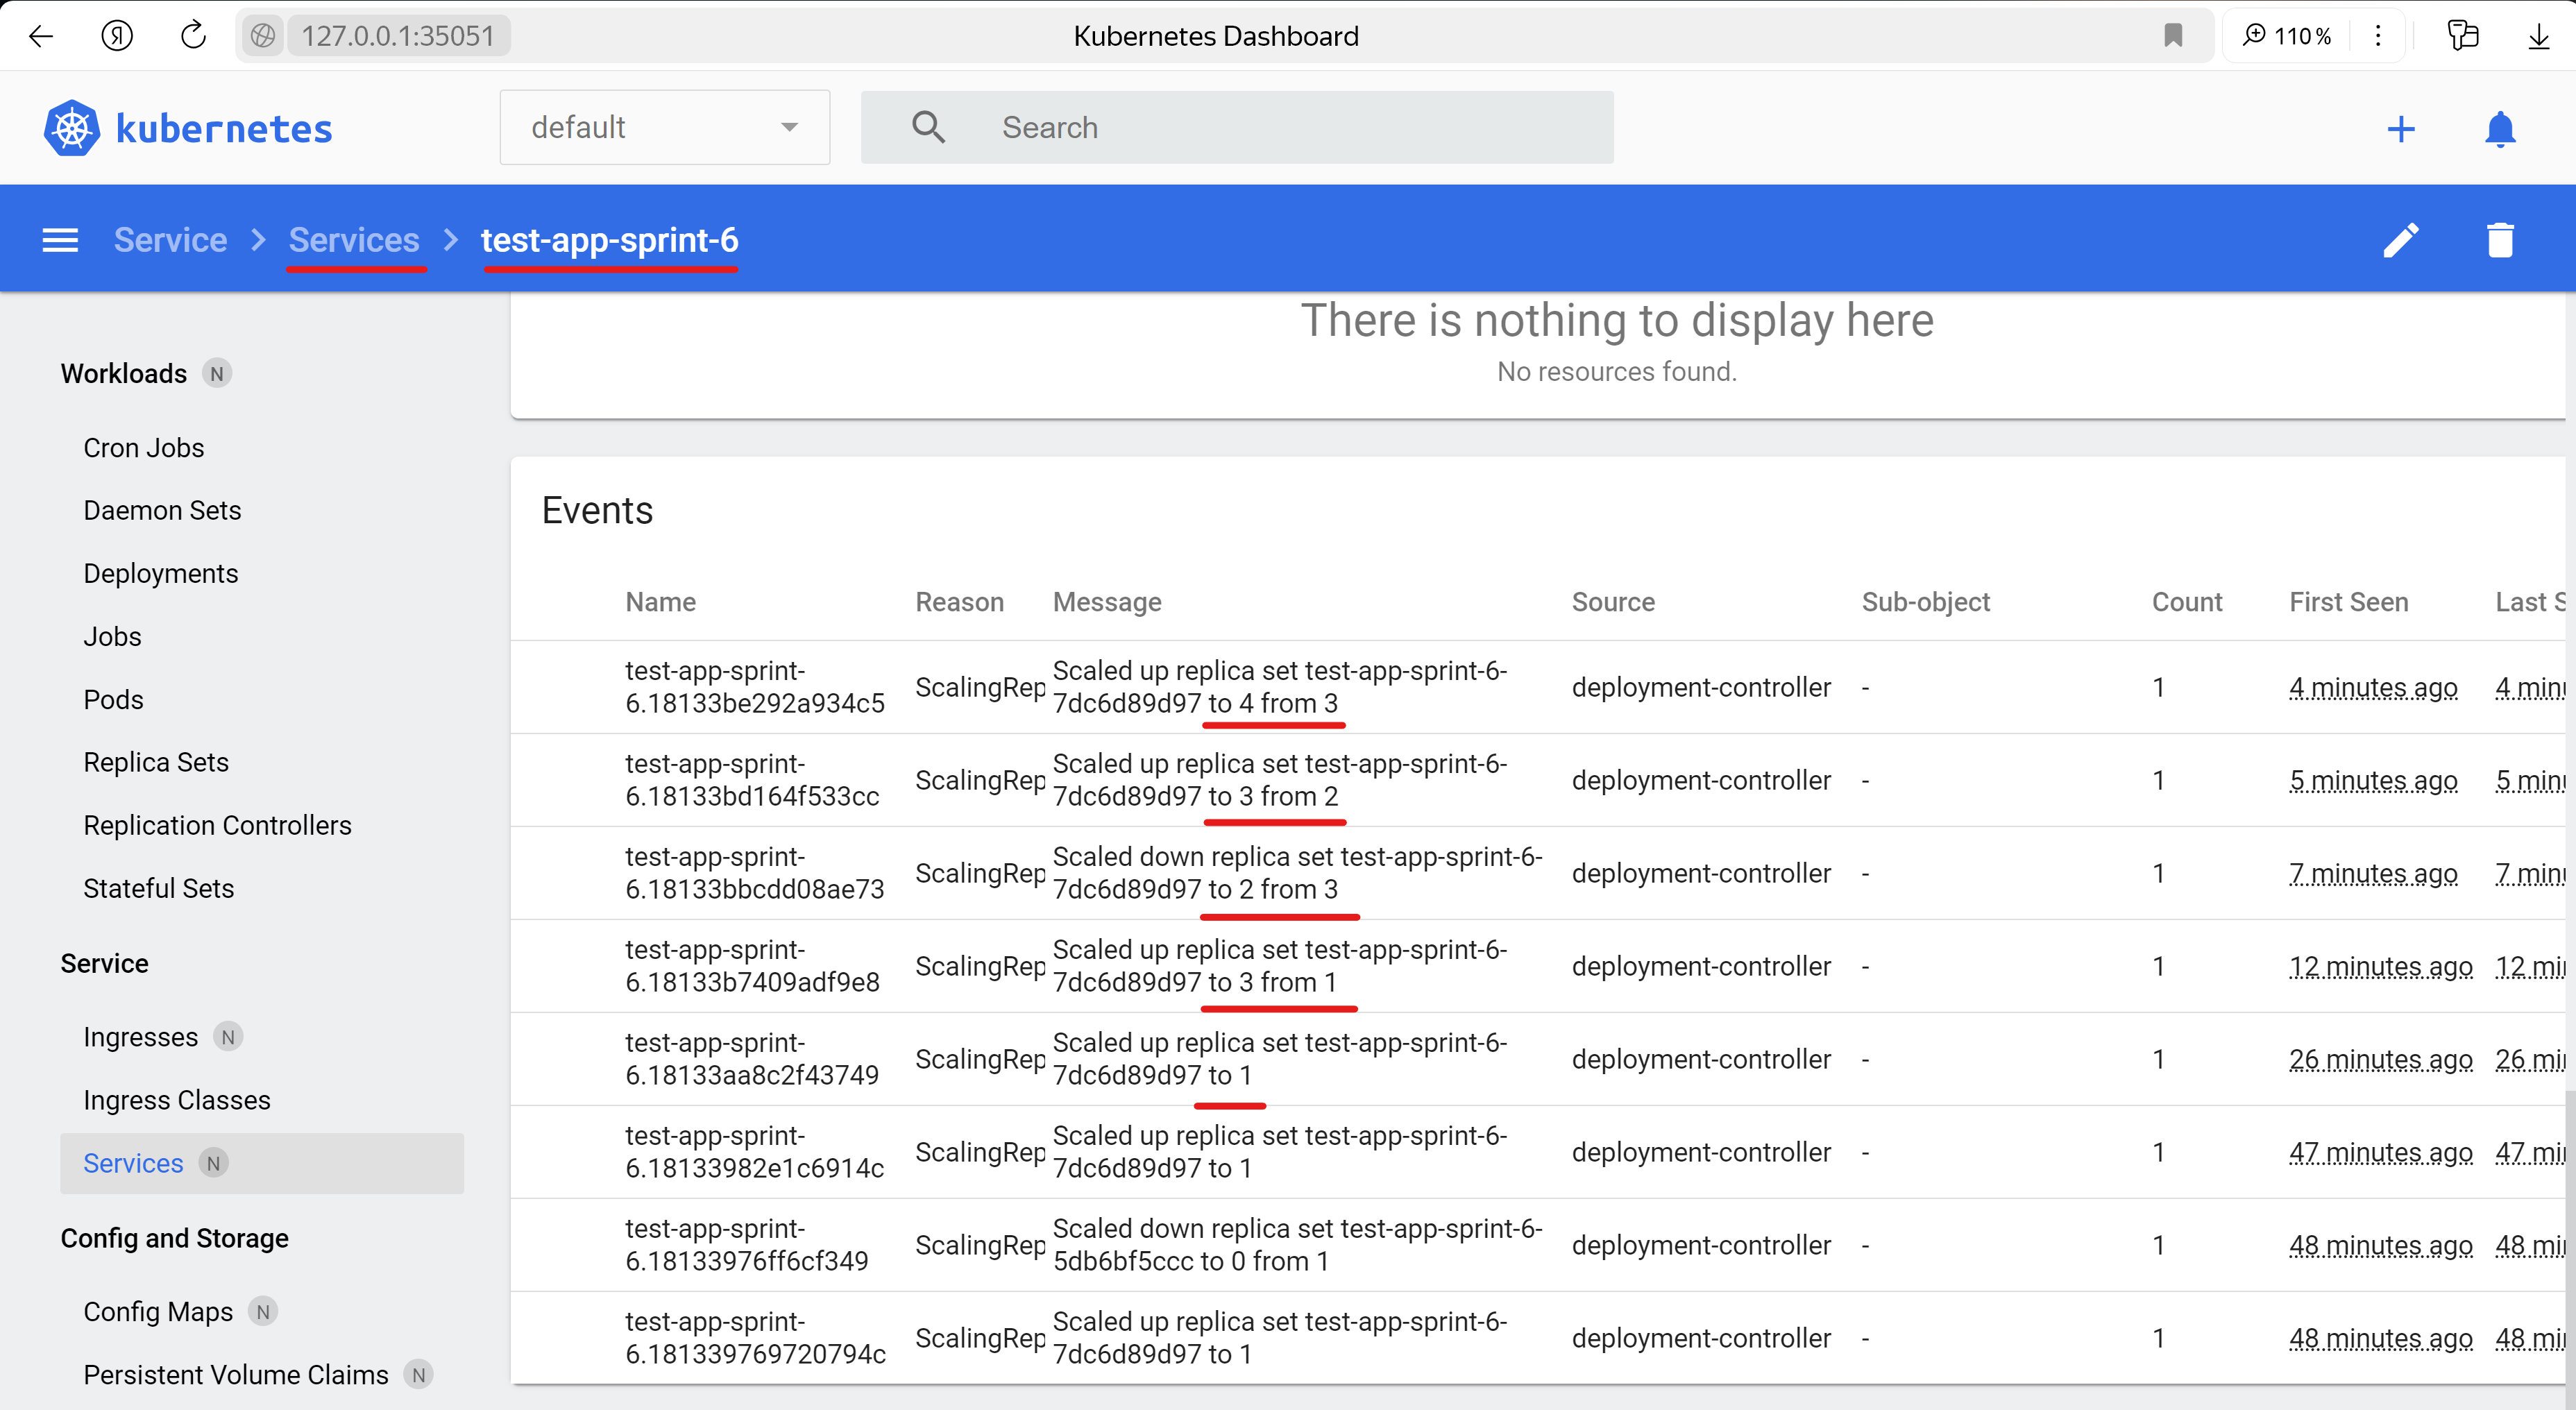 Я
127.0.0.1:35051
Kubernetes Dashboard
110 %
kubernetes
default
Search
Service
Services
test-app-sprint-6
Workloads N
Cron Jobs
Daemon Sets
Deployments
Jobs
Pods
Replica Sets
Replication Controllers
Stateful Sets
Service
Ingresses N
Ingress Classes
Services N
Config and Storage
Config Maps N
Persistent Volume Claims N
There is nothing to display here
No resources found.
Events
Name Reason Message Source Sub-object Count First Seen Last S
test-app-sprint-
6.18133be292a934c5
ScalingRep
Scaled up replica set test-app-sprint-6-
7dc6d89d97 to 4 from 3
deployment-controller - 1 4 minutes ago 4 min
test-app-sprint-
6.18133bd164f533cc
ScalingRep
Scaled up replica set test-app-sprint-6-
7dc6d89d97 to 3 from 2
deployment-controller - 1 5 minutes ago 5 min
test-app-sprint-
6.18133bbcdd08ae73
ScalingRep
Scaled down replica set test-app-sprint-6-
7dc6d89d97 to 2 from 3
deployment-controller - 1 7 minutes ago 7 min
test-app-sprint-
6.18133b7409adf9e8
ScalingRep
Scaled up replica set test-app-sprint-6-
7dc6d89d97 to 3 from 1
deployment-controller - 1 12 minutes ago 12 mi
test-app-sprint-
6.18133aa8c2f43749
ScalingRep
Scaled up replica set test-app-sprint-6-
7dc6d89d97 to 1
deployment-controller - 1 26 minutes ago 26 mi
test-app-sprint-
6.18133982e1c6914c
ScalingRep
Scaled up replica set test-app-sprint-6-
7dc6d89d97 to 1
deployment-controller - 1 47 minutes ago 47 mi
test-app-sprint-
6.18133976ff6cf349
ScalingRep
Scaled down replica set test-app-sprint-6-
5db6bf5ccc to 0 from 1
deployment-controller - 1 48 minutes ago 48 mi
test-app-sprint-
6.181339769720794c
ScalingRep
Scaled up replica set test-app-sprint-6-
7dc6d89d97 to 1
deployment-controller - 1 48 minutes ago 48 mi